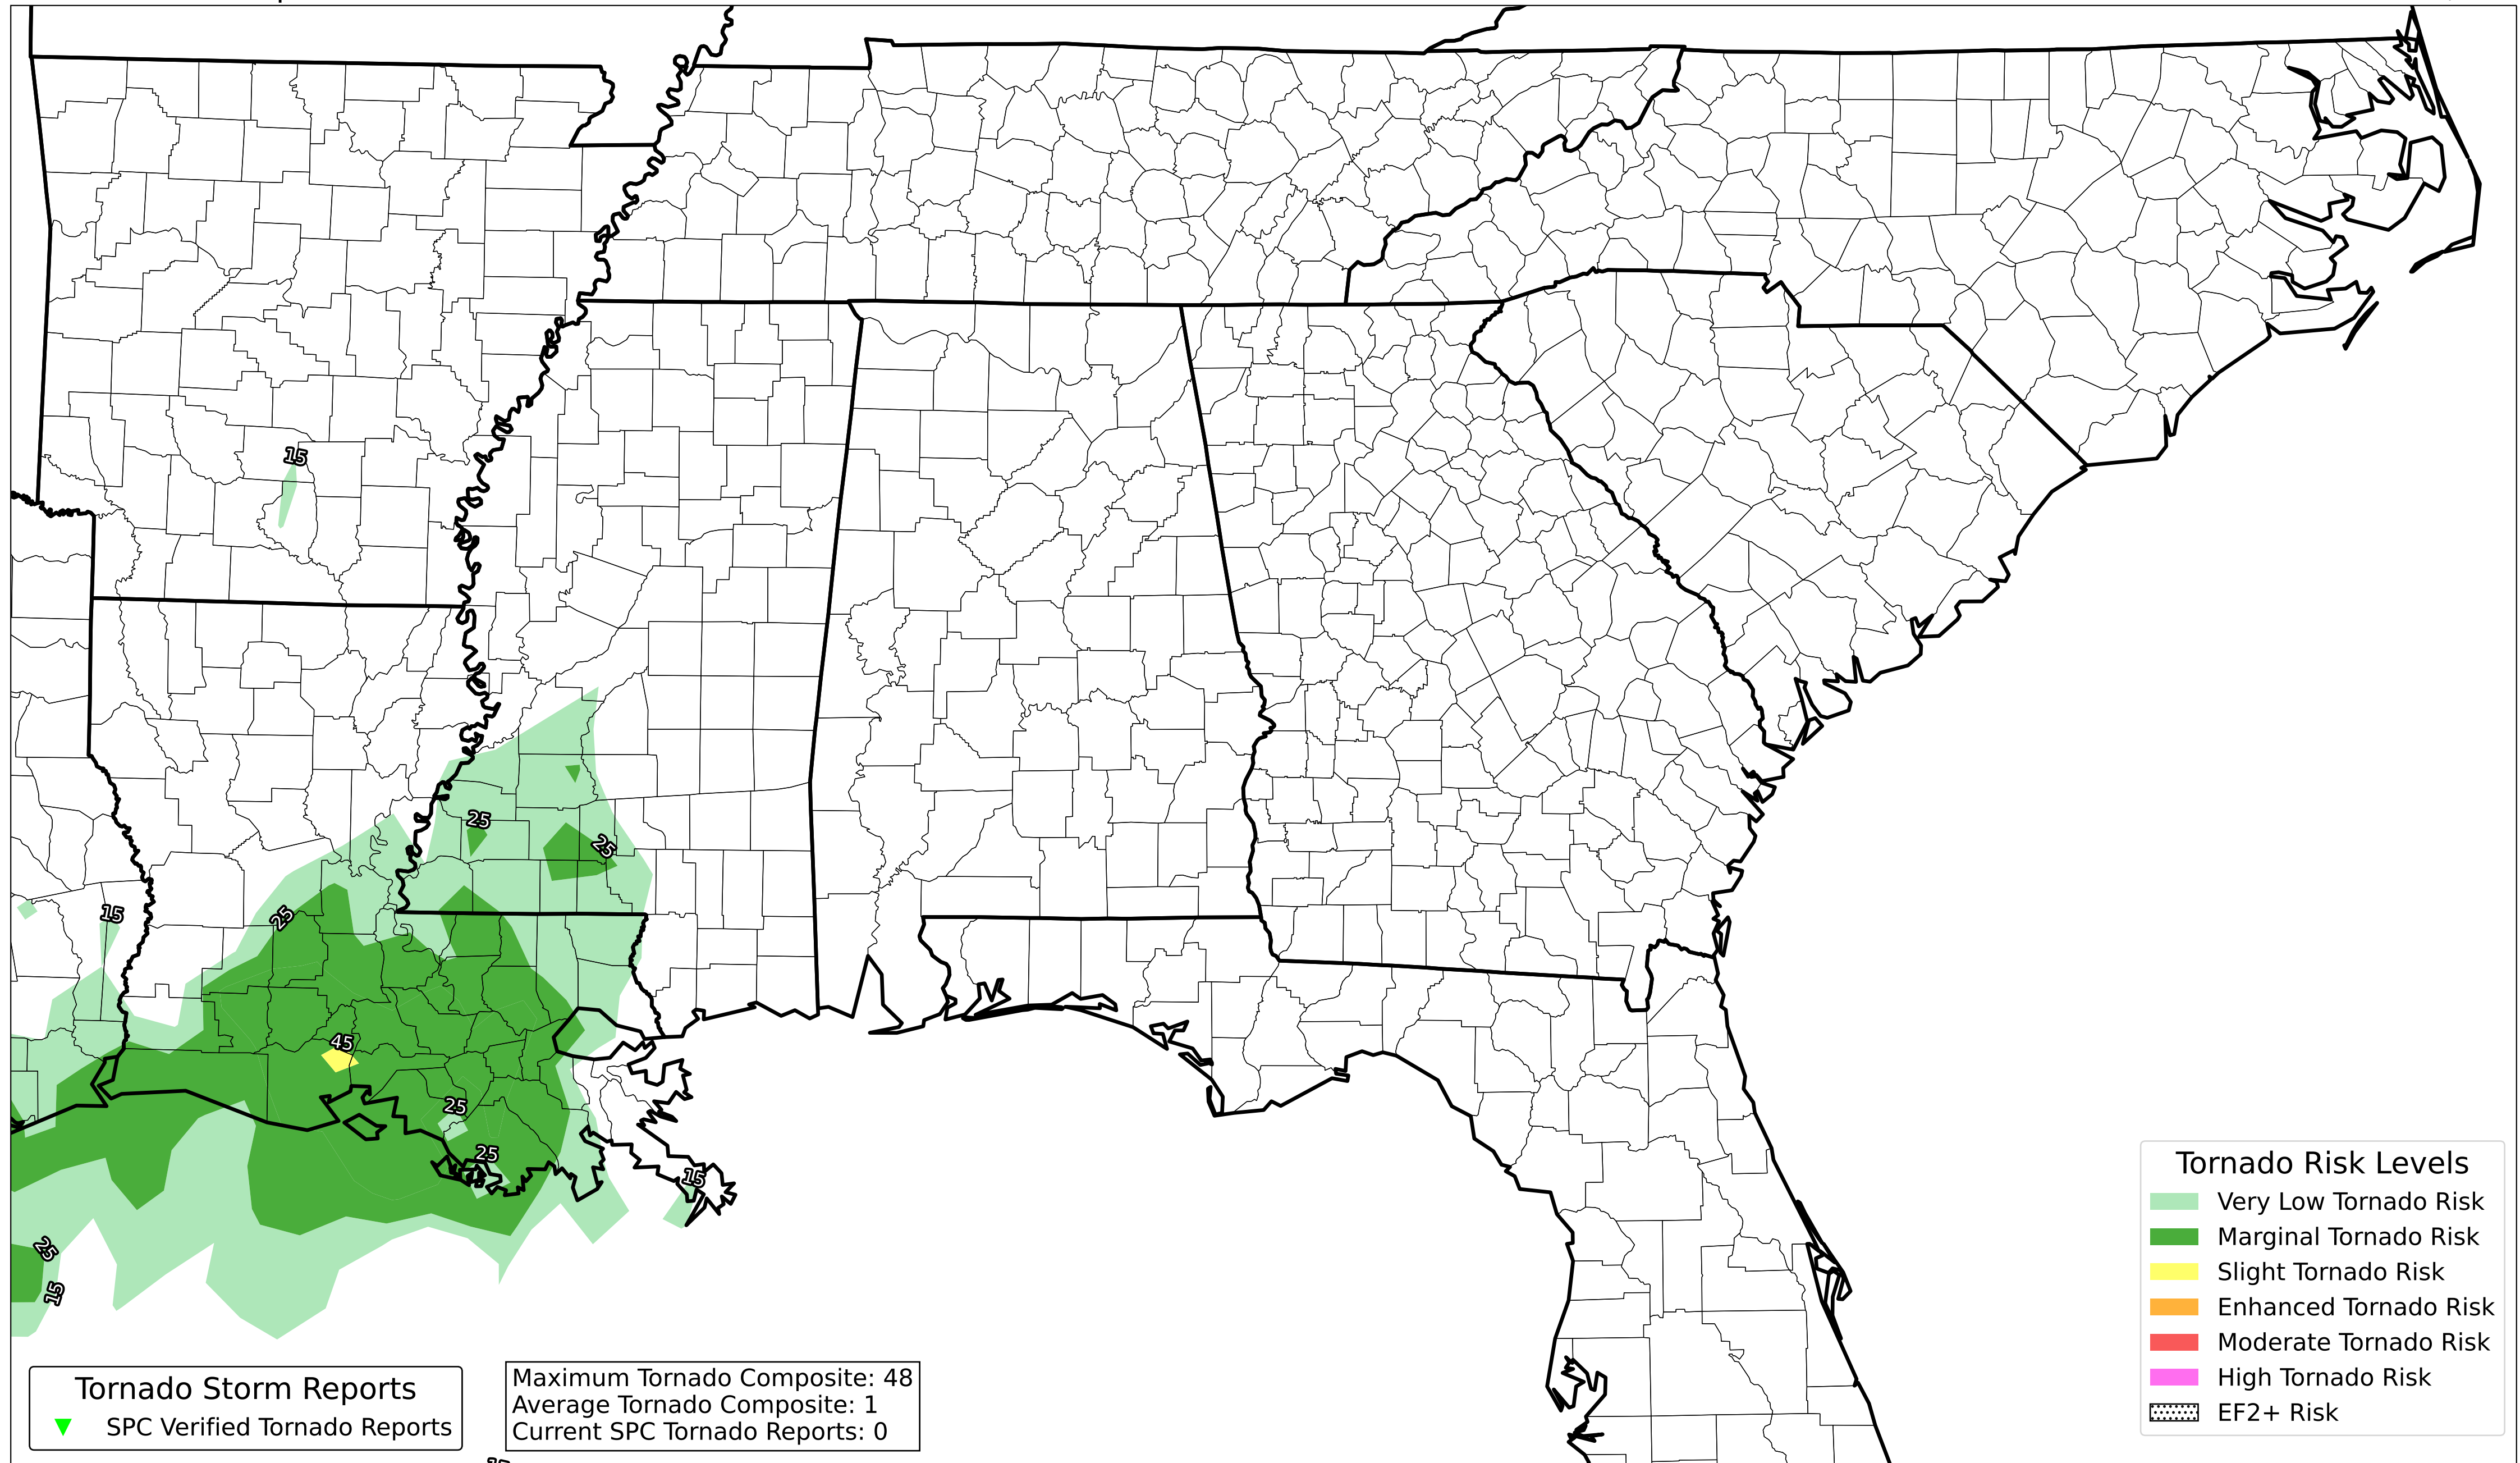 15
25
25
15
25
45
25
25
15
25
15
Tornado Risk Levels
Very Low Tornado Risk
Marginal Tornado Risk
Slight Tornado Risk
Enhanced Tornado Risk
Moderate Tornado Risk
High Tornado Risk
EF2+ Risk
Tornado Storm Reports
SPC Verified Tornado Reports
Maximum Tornado Composite: 48
Average Tornado Composite: 1
Current SPC Tornado Reports: 0